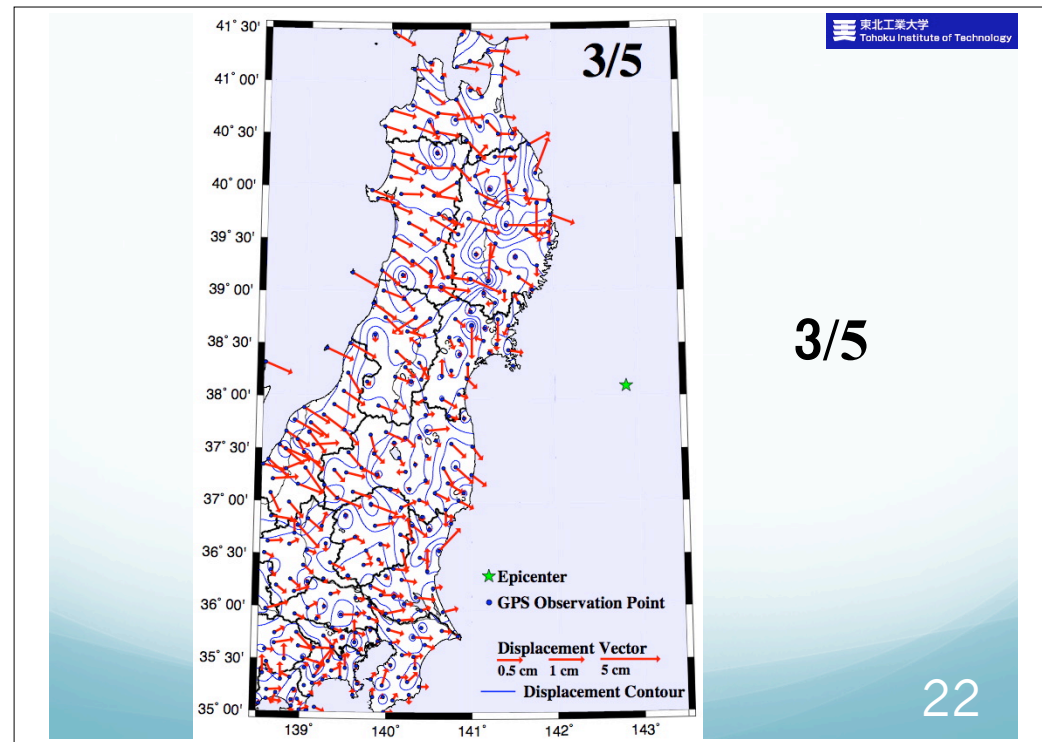 東北工業大学
Tohoku Institute of Technology
3/5
41° 30'
41° 00'
40° 30'
40° 00'
39° 30'
39° 00'
38° 30'
38° 00'
37° 30'
37° 00'
36° 30'
36° 00'
35° 30'
35° 00'
3/5
Epicenter
GPS Observation Point
Displacement Vector
0.5 cm 1 cm 5 cm
Displacement Contour
139° 140° 141° 142° 143°
22